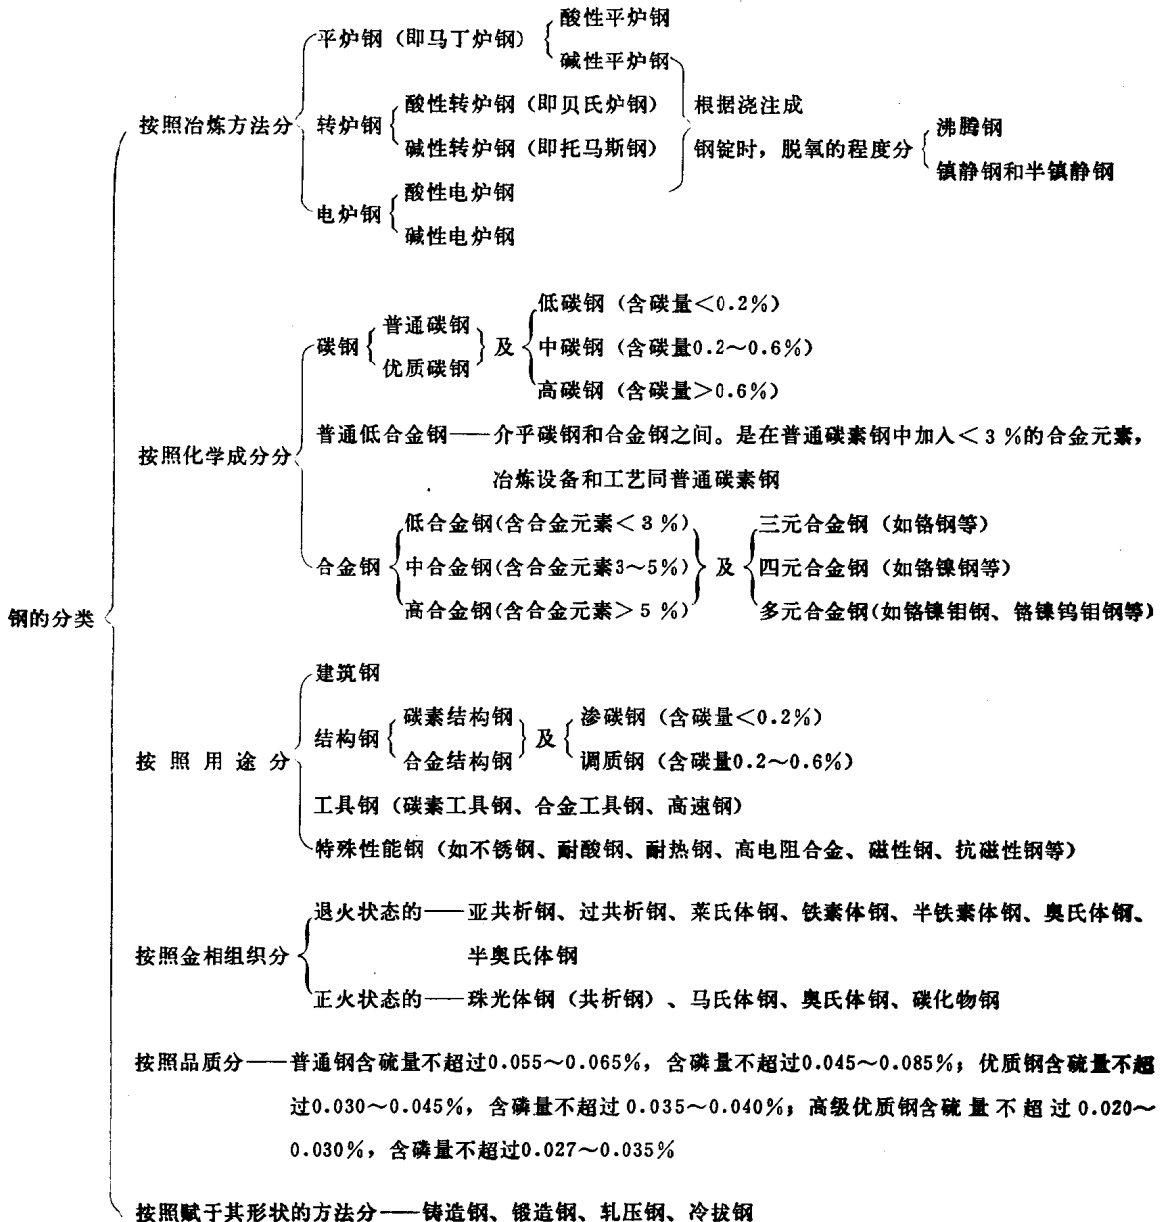 酸性平炉钢
平炉钢（即马丁炉钢）
碱性平炉钢
酸性转炉钢（即贝氏炉钢）
根据浇注成
按照冶炼方法分
转炉钢
沸腾钢
碱性转炉钢（即托马斯钢）
钢锭时，脱氧的程度分
镇静钢和半镇静钢
酸性电炉钢
电炉钢
碱性电炉钢
低碳钢（含碳量＜0.2％）
普通碳钢
碳钢
及
中碳钢（含碳量0.2～0.6％）
优质碳钢
高碳钢（含碳量＞0.6％）
普通低合金钢——介乎碳钢和合金钢之间。是在普通碳素钢中加入＜3％的合金元素，
按照化学成分分
冶炼设备和工艺同普通碳素钢
低合金钢(含合金元素＜3％)
三元合金钢（如铬钢等）
合金钢
中合金钢(含合金元素3～5％)
及
四元合金钢（如铬镍钢等）
高合金钢(含合金元素＞5％)
多元合金钢(如铬镍钼钢、铬镍钨钼钢等)
钢的分类
建筑钢
碳素结构钢
渗碳钢（含碳量＜0.2％）
结构钢
及
按照用途分
合金结构钢
调质钢（含碳量0.2～0.6％）
工具钢（碳素工具钢、合金工具钢、高速钢）
特殊性能钢（如不锈钢、耐酸钢、耐热钢、高电阻合金、磁性钢、抗磁性钢等）
退火状态的——亚共析钢、过共析钢、莱氏体钢、铁素体钢、半铁素体钢、奥氏体钢、
按照金相组织分
半奥氏体钢
正火状态的——珠光体钢（共析钢）、马氏体钢、奥氏体钢、碳化物钢
按照品质分——普通钢含硫量不超过0.055～0.065％，含磷量不超过0.045～0.085％；优质钢含硫量不超
过0.030～0.045％，含磷量不超过0.035～0.040％；高级优质钢含硫量不超过0.020～
0.030％，含磷量不超过0.027～0.035％
按照赋于其形状的方法分——铸造钢、锻造钢、轧压钢、冷拔钢